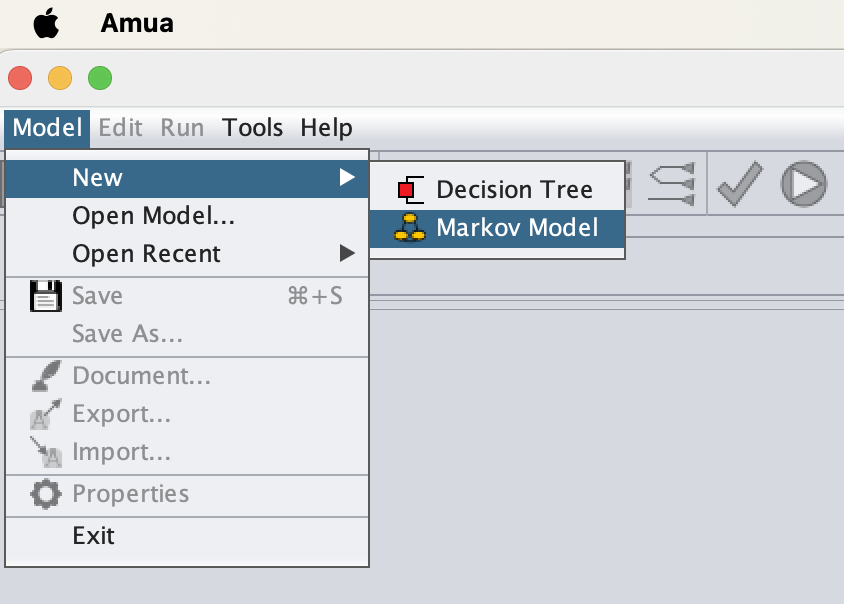 Amua
Model Edit Run Tools Help
New
Decision Tree
Markov Model
Open Model...
Open Recent
Save ⌘+S
Save As...
Document...
Export...
Import...
Properties
Exit